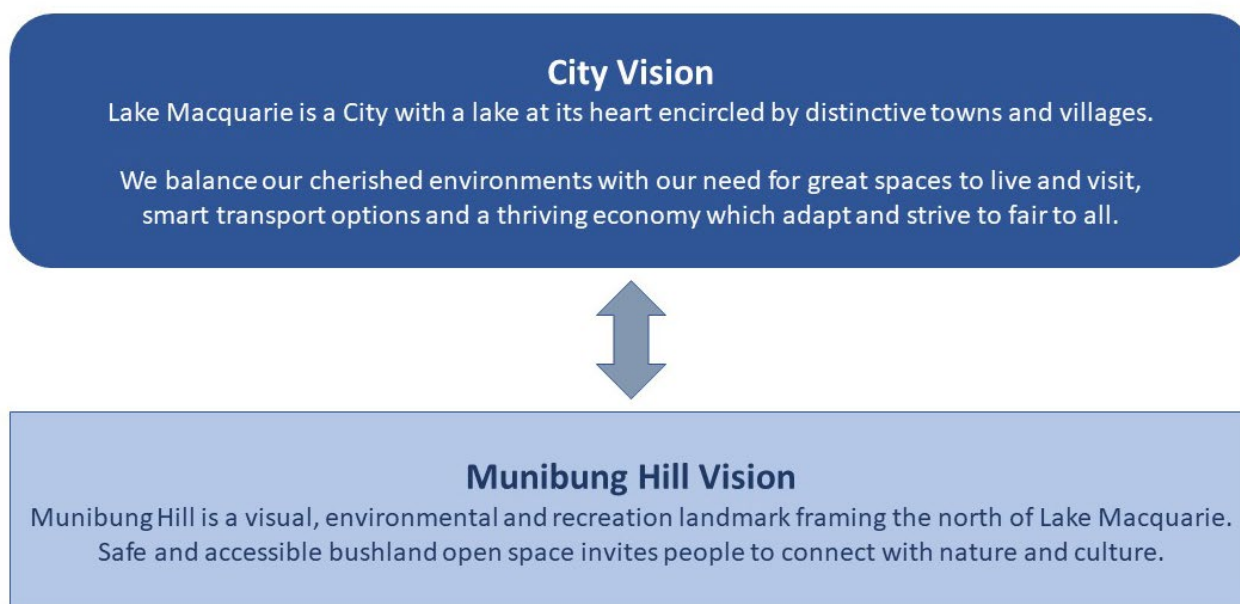 City Vision
Lake Macquarie is a City with a lake at its heart encircled by distinctive towns and villages.
We balance our cherished environments with our need for great spaces to live and visit,
smart transport options and a thriving economy which adapt and strive to fair to all.
Munibung Hill Vision
Munibung Hill is a visual, environmental and recreation landmark framing the north of Lake Macquarie.
Safe and accessible bushland open space invites people to connect with nature and culture.